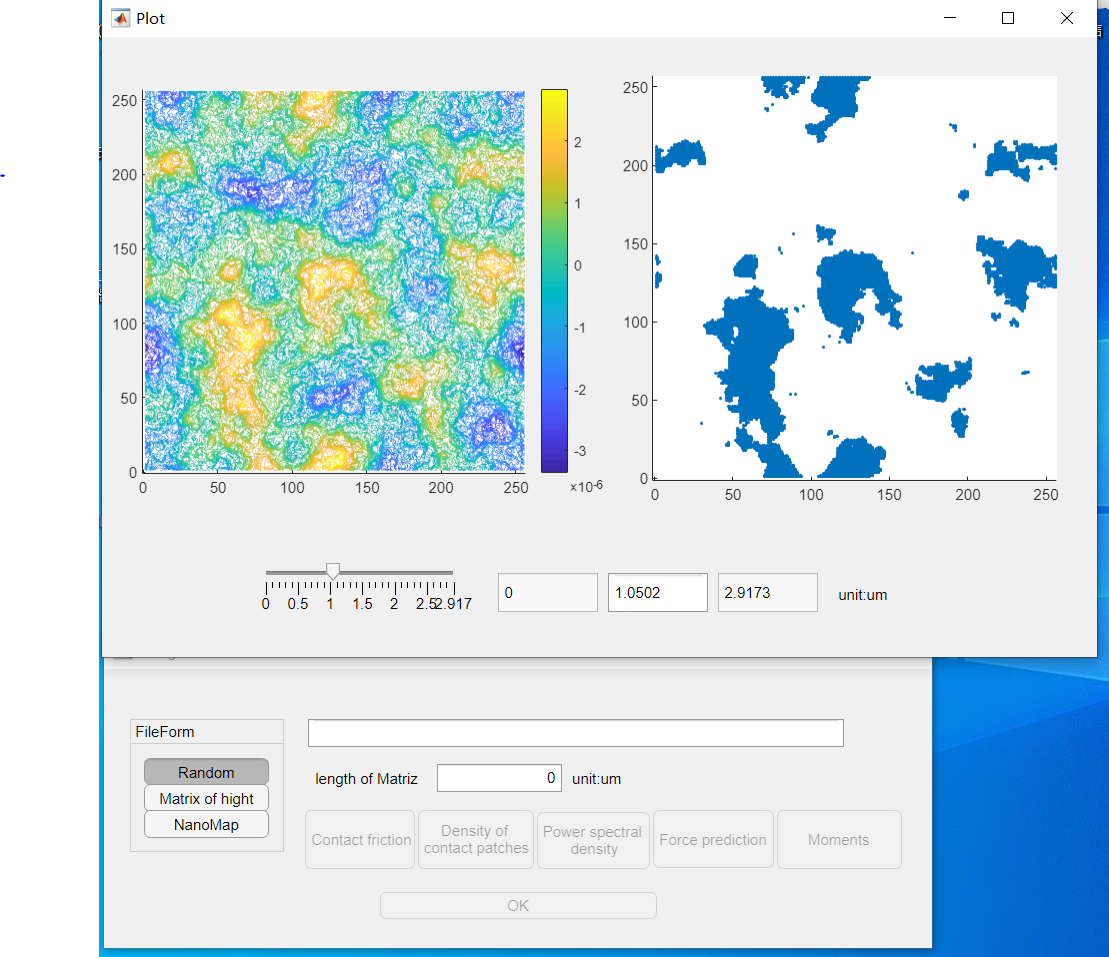 Plot
250
200
150
100
50
0
0 50 100 150 200 250
2
1
0
-1
-2
-3
×10-6
250
200
150
100
50
0
0 50 100 150 200 250
0 0.5 1 1.5 2 2.5 2.917
0 1.0502 2.9173 unit:um
FileForm
Random
Matrix of hight
NanoMap
length of Matriz 0 unit:um
Contact friction
Density of
contact patches
Power spectral
density
Force prediction
Moments
OK